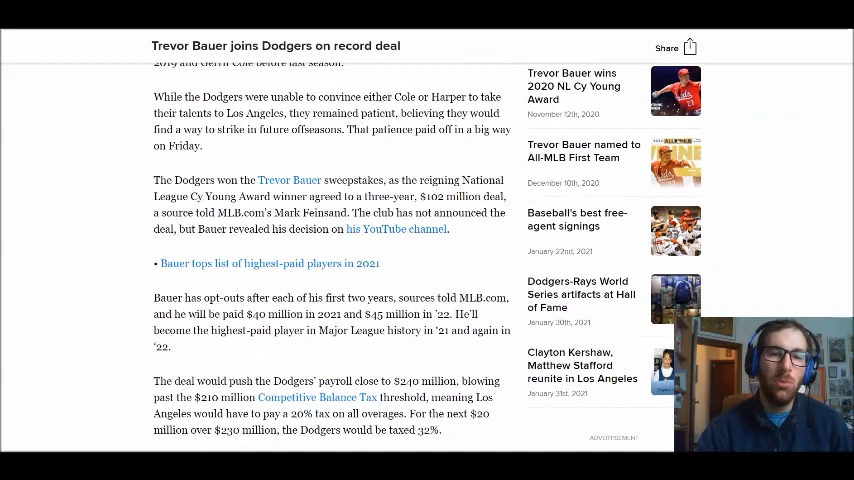 Trevor Bauer joins Dodgers on record deal
Share
2019 and Gerrit Cole before last season.
While the Dodgers were unable to convince either Cole or Harper to take
their talents to Los Angeles, they remained patient, believing they would
find a way to strike in future offseasons. That patience paid off in a big way
on Friday.
The Dodgers won the Trevor Bauer sweepstakes, as the reigning National
League Cy Young Award winner agreed to a three-year, $102 million deal,
a source told MLB.com's Mark Feinsand. The club has not announced the
deal, but Bauer revealed his decision on his YouTube channel.
• Bauer tops list of highest-paid players in 2021
Bauer has opt-outs after each of his first two years, sources told MLB.com,
and he will be paid $40 million in 2021 and $45 million in '22. He'll
become the highest-paid player in Major League history in '21 and again in
'22.
The deal would push the Dodgers' payroll close to $240 million, blowing
past the $210 million Competitive Balance Tax threshold, meaning Los
Angeles would have to pay a 20% tax on all overages. For the next $20
million over $230 million, the Dodgers would be taxed 32%.
Trevor Bauer wins
2020 NL Cy Young
Award
November 12th, 2020
Trevor Bauer named to
All-MLB First Team
December 10th, 2020
Baseball's best free-
agent signings
January 22nd, 2021
Dodgers-Rays World
Series artifacts at Hall
of Fame
January 30th, 2021
Clayton Kershaw,
Matthew Stafford
reunite in Los Angeles
January 31st, 2021
ADVERTISEMENT